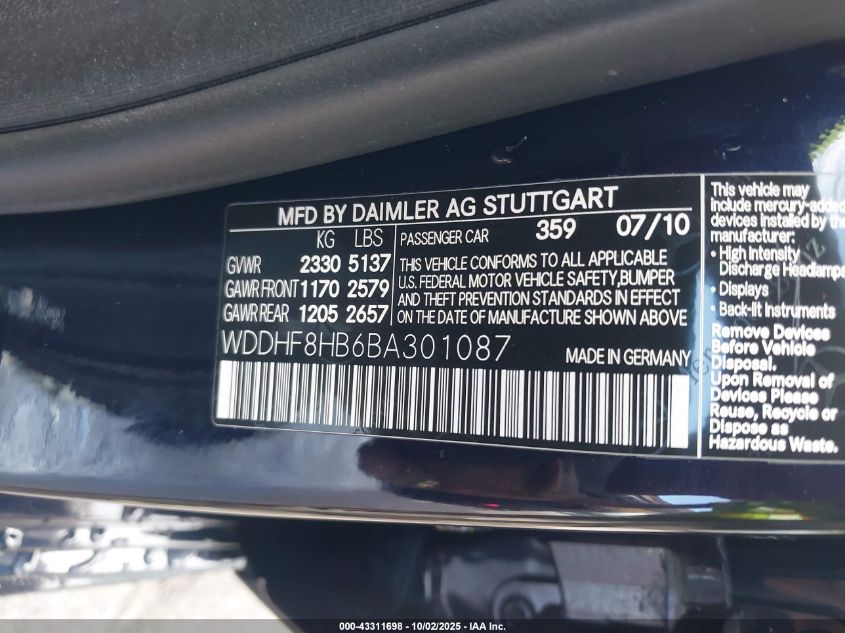 MFD BY DAIMLER AG STUTTGART
KG LBS
GVWR 2330 5137
GAWR FRONT 1170 2579
GAWR REAR 1205 2657
PASSENGER CAR 359 07/10
THIS VEHICLE CONFORMS TO ALL APPLICABLE
U.S. FEDERAL MOTOR VEHICLE SAFETY,BUMPER
AND THEFT PREVENTION STANDARDS IN EFFECT
ON THE DATE OF MANUFACTURE SHOWN ABOVE
WDDHF8HB6BA301087 MADE IN GERMANY
This vehicle may
include mercury-added
devices installed by the
manufacturer:
• High Intensity
Discharge Headlamps
• Displays
• Back-lit Instruments
Remove Devices
Before Vehicle
Disposal.
Upon Removal of
Devices Please
Reuse, Recycle or
Dispose as
Hazardous Waste.
000-43311698 - 10/02/2025 - IAA Inc.